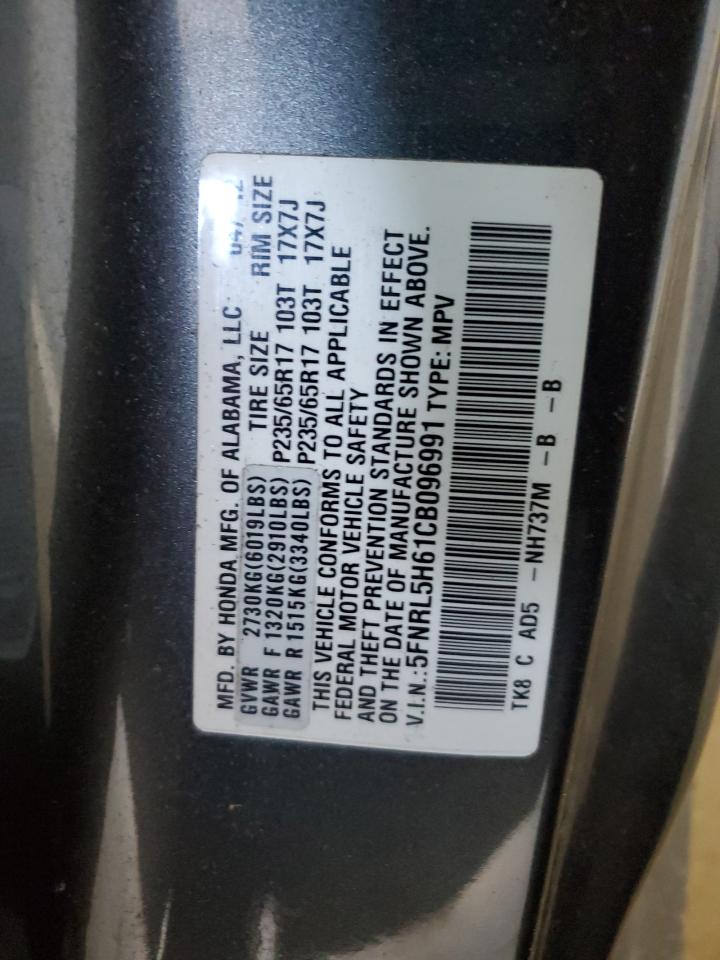 MFD. BY HONDA MFG. OF ALABAMA, LLC 04/12
GVWR 2730KG(6019LBS) TIRE SIZE RIM SIZE
GAWR F 1320KG(2910LBS) P235/65R17 103T 17X7J
GAWR R 1515KG(3340LBS) P235/65R17 103T 17X7J
THIS VEHICLE CONFORMS TO ALL APPLICABLE
FEDERAL MOTOR VEHICLE SAFETY
AND THEFT PREVENTION STANDARDS IN EFFECT
ON THE DATE OF MANUFACTURE SHOWN ABOVE.
V.I.N.:5FNRL5H61CB096991 TYPE: MPV
TK8 C AD5 -NH737M -B -B